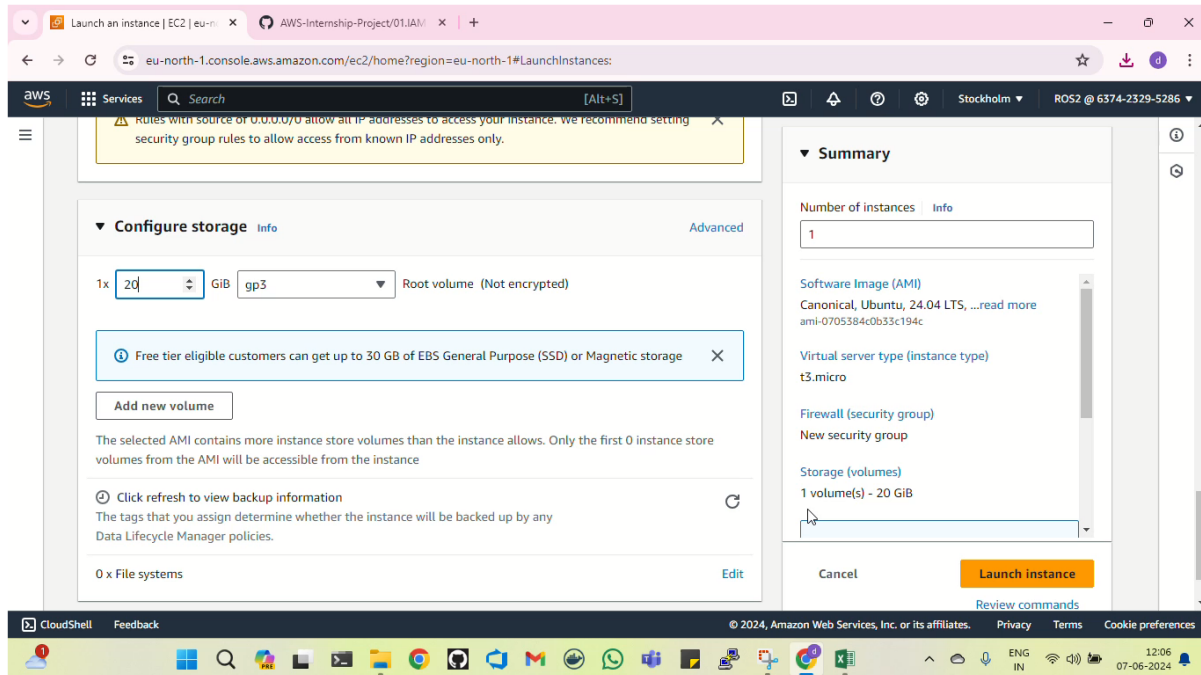 Launch an instance | EC2 | eu-n
AWS-Internship-Project/01.IAM
eu-north-1.console.aws.amazon.com/ec2/home?region=eu-north-1#LaunchInstances:
d
aws
Services
Search
[Alt+S]
Stockholm
ROS2 @ 6374-2329-5286
Rules with source of 0.0.0.0/0 allow all IP addresses to access your instance. We recommend setting
security group rules to allow access from known IP addresses only.
Configure storage Info
Advanced
1x 20 GiB gp3 Root volume (Not encrypted)
Free tier eligible customers can get up to 30 GB of EBS General Purpose (SSD) or Magnetic storage
Add new volume
The selected AMI contains more instance store volumes than the instance allows. Only the first 0 instance store
volumes from the AMI will be accessible from the instance
Click refresh to view backup information
The tags that you assign determine whether the instance will be backed up by any
Data Lifecycle Manager policies.
0 x File systems
Edit
Summary
Number of instances Info
1
Software Image (AMI)
Canonical, Ubuntu, 24.04 LTS, ...read more
ami-0705384c0b33c194c
Virtual server type (instance type)
t3.micro
Firewall (security group)
New security group
Storage (volumes)
1 volume(s) - 20 GiB
Cancel
Launch instance
Review commands
CloudShell
Feedback
© 2024, Amazon Web Services, Inc. or its affiliates.
Privacy
Terms
Cookie preferences
1
PRE
d
ENG
IN
12:06
07-06-2024